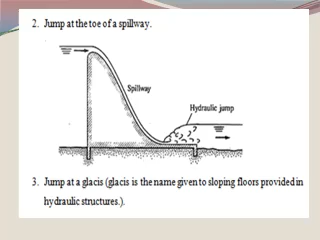 2. Jump at the toe of a spillway.
Spillway
Hydraulic jump
3. Jump at a glacis (glacis is the name given to sloping floors provided in
hydraulic structures.).